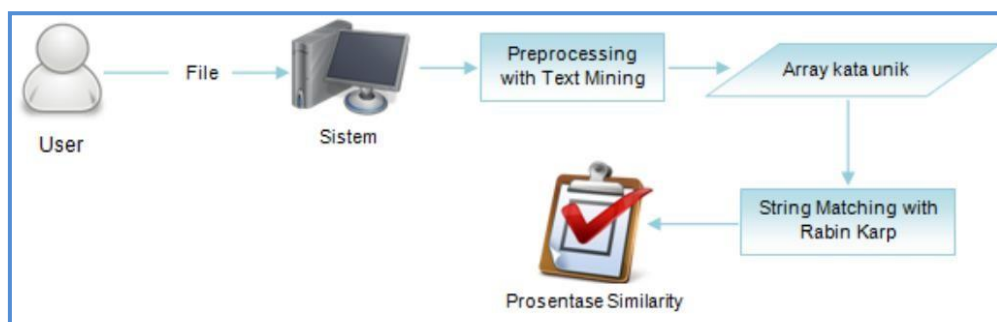 User
File
Sistem
Preprocessing
with Text Mining
Array kata unik
String Matching with
Rabin Karp
Prosentase Similarity